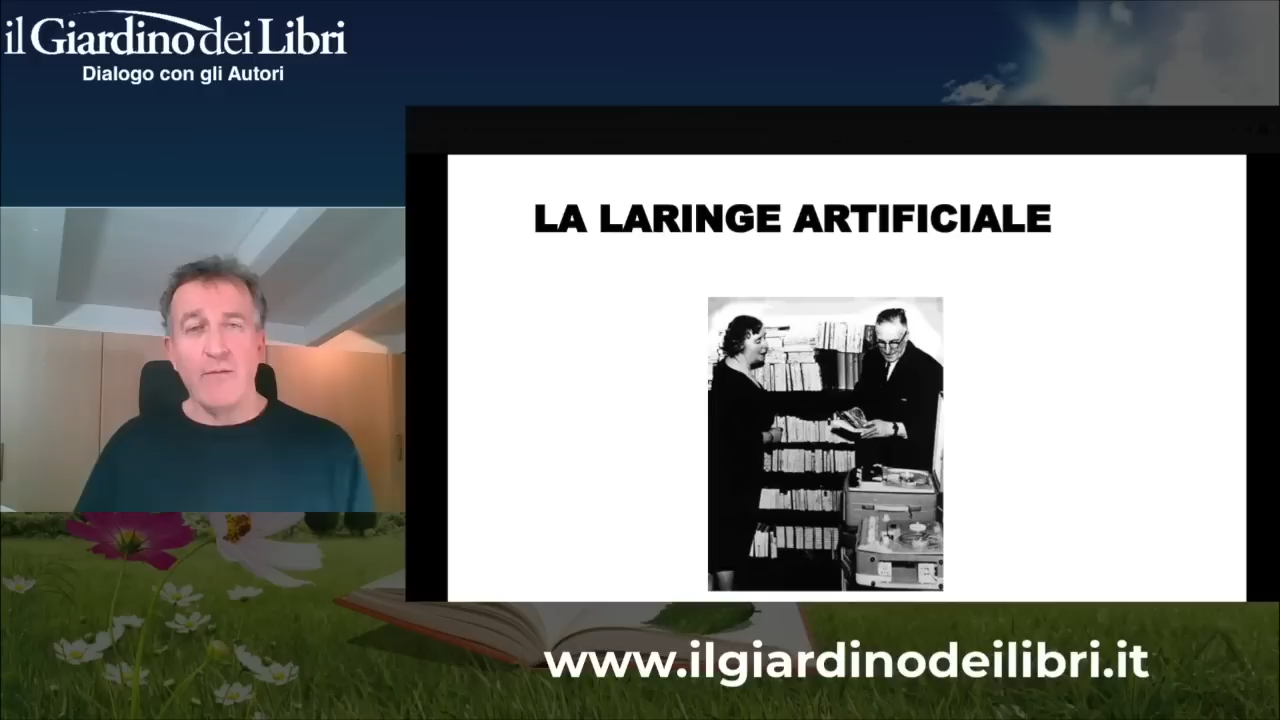 il Giardino dei Libri
Dialogo con gli Autori
LA LARINGE ARTIFICIALE
www.ilgiardinodeilibri.it